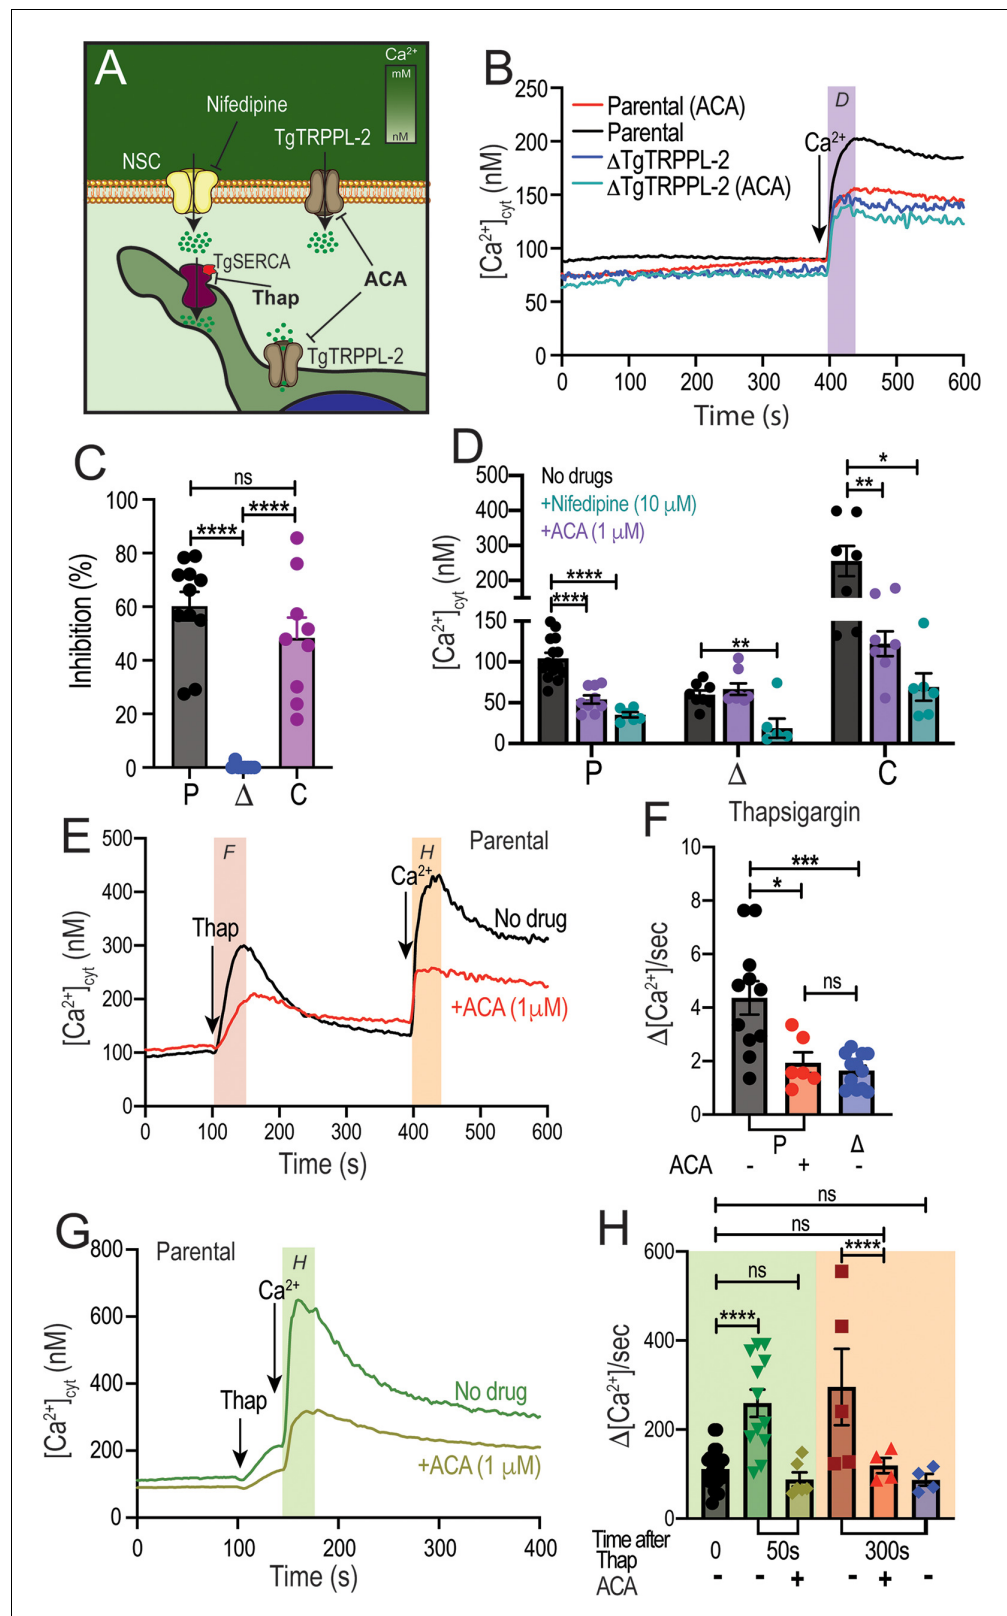 A
Ca2+
mM
nM
Nifedipine
TgTRPPL-2
NSC
TgSERCA
Thap
ACA
TgTRPPL-2
B
D
Parental (ACA)
Parental
ΔTgTRPPL-2
ΔTgTRPPL-2 (ACA)
Ca2+
[Ca2+]cyt (nM)
250
200
150
100
50
0
0 100 200 300 400 500 600
Time (s)
C
ns
****
****
Inhibition (%)
100
80
60
40
20
0
P Δ C
D
No drugs
+Nifedipine (10 μM)
+ACA (1 μM)
****
****
**
*
**
[Ca2+]cyt (nM)
500
400
300
200
150
100
50
0
P Δ C
E
F
H
Parental
Thap
Ca2+
No drug
+ACA (1μM)
[Ca2+]cyt (nM)
500
400
300
200
100
0
0 100 200 300 400 500 600
Time (s)
F
Thapsigargin
***
*
ns
Δ[Ca2+]/sec
10
8
6
4
2
0
P Δ
ACA - + -
G
Parental
H
Ca2+
Thap
No drug
+ACA (1 μM)
[Ca2+]cyt (nM)
800
600
400
200
0
0 100 200 300 400
Time (s)
H
ns
ns
****
ns
****
Δ[Ca2+]/sec
600
400
200
0
Time after
Thap
0 50s 300s
ACA - - + - + -